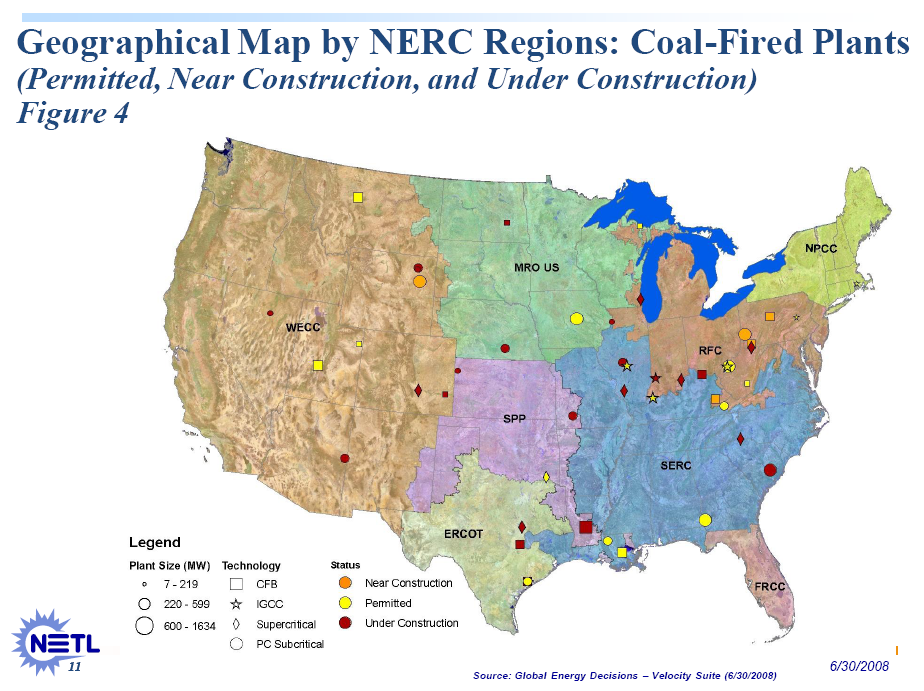 Geographical Map by NERC Regions: Coal-Fired Plants
(Permitted, Near Construction, and Under Construction)
Figure 4
NPCC
MRO US
WECC
RFC
SPP
SERC
ERCOT
FRCC
Legend
Plant Size (MW) Technology Status
7 - 219 CFB Near Construction
220 - 599 IGCC Permitted
600 - 1634 Supercritical Under Construction
PC Subcritical
NETL
11
6/30/2008
Source: Global Energy Decisions – Velocity Suite (6/30/2008)